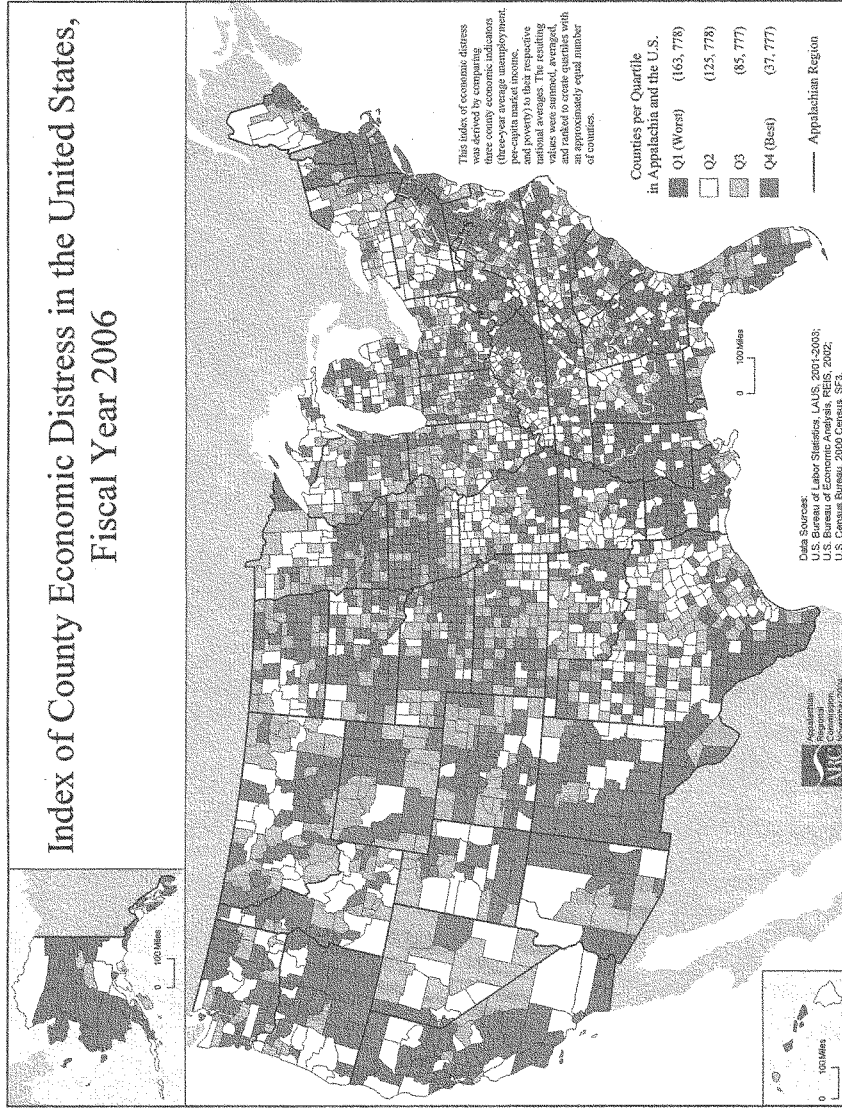 Index of County Economic Distress in the United States,
Fiscal Year 2006
This index of economic distress
was derived by comparing
three county economic indicators
(three-year average unemployment,
per-capita market income,
and poverty) to their respective
national averages. The resulting
values were summed, averaged,
and ranked to create quartiles with
an approximately equal number
of counties.
Counties per Quartile
in Appalachia and the U.S.
Q1 (Worst) (163, 778)
Q2 (125, 778)
Q3 (85, 777)
Q4 (Best) (37, 777)
Appalachian Region
0 100 Miles
0 100 Miles
0 100 Miles
ARC
Appalachian
Regional
Commission
November 2004
Data Sources:
U.S. Bureau of Labor Statistics, LAUS, 2001-2003;
U.S. Bureau of Economic Analysis, REIS, 2002;
U.S. Census Bureau, 2000 Census, SF3.